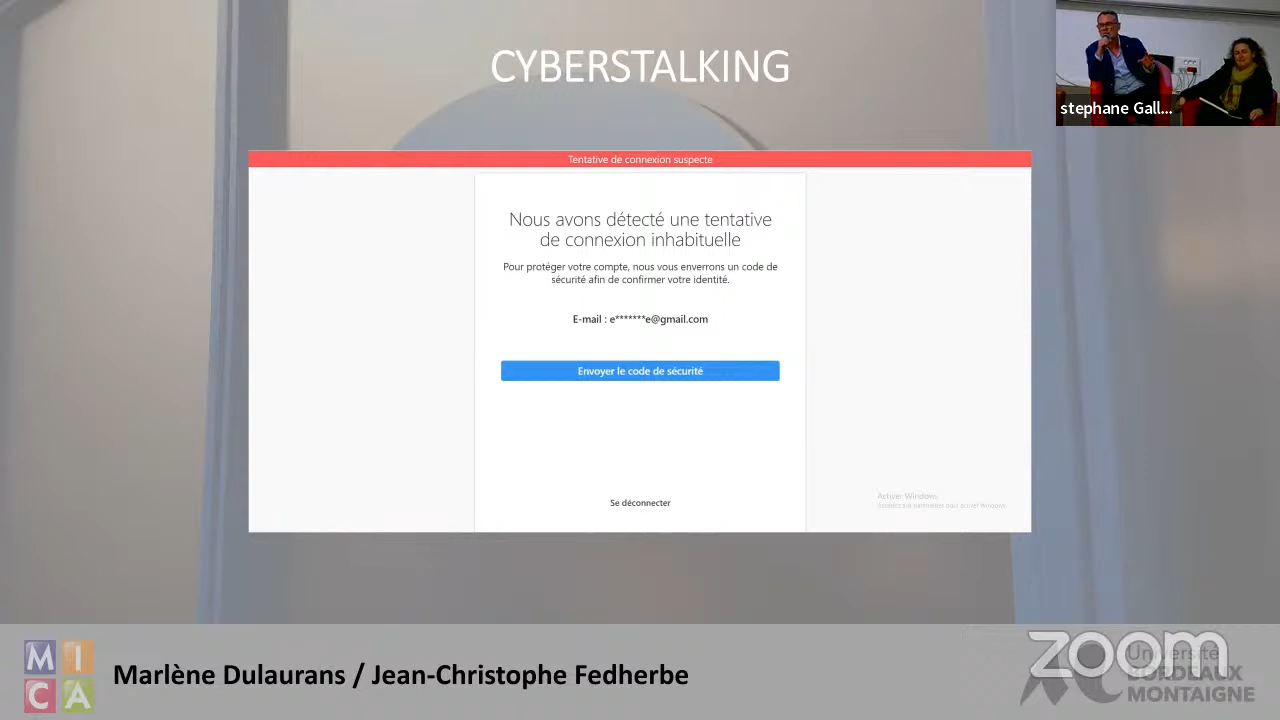 CYBERSTALKING
stephane Gall...
Tentative de connexion suspecte
Nous avons détecté une tentative
de connexion inhabituelle
Pour protéger votre compte, nous vous enverrons un code de
sécurité afin de confirmer votre identité.
E-mail : e*******e@gmail.com
Envoyer le code de sécurité
Se déconnecter
Activer Windows
MICA
Marlène Dulaurans / Jean-Christophe Fedherbe
zoom
Université
BORDEAUX
MONTAIGNE